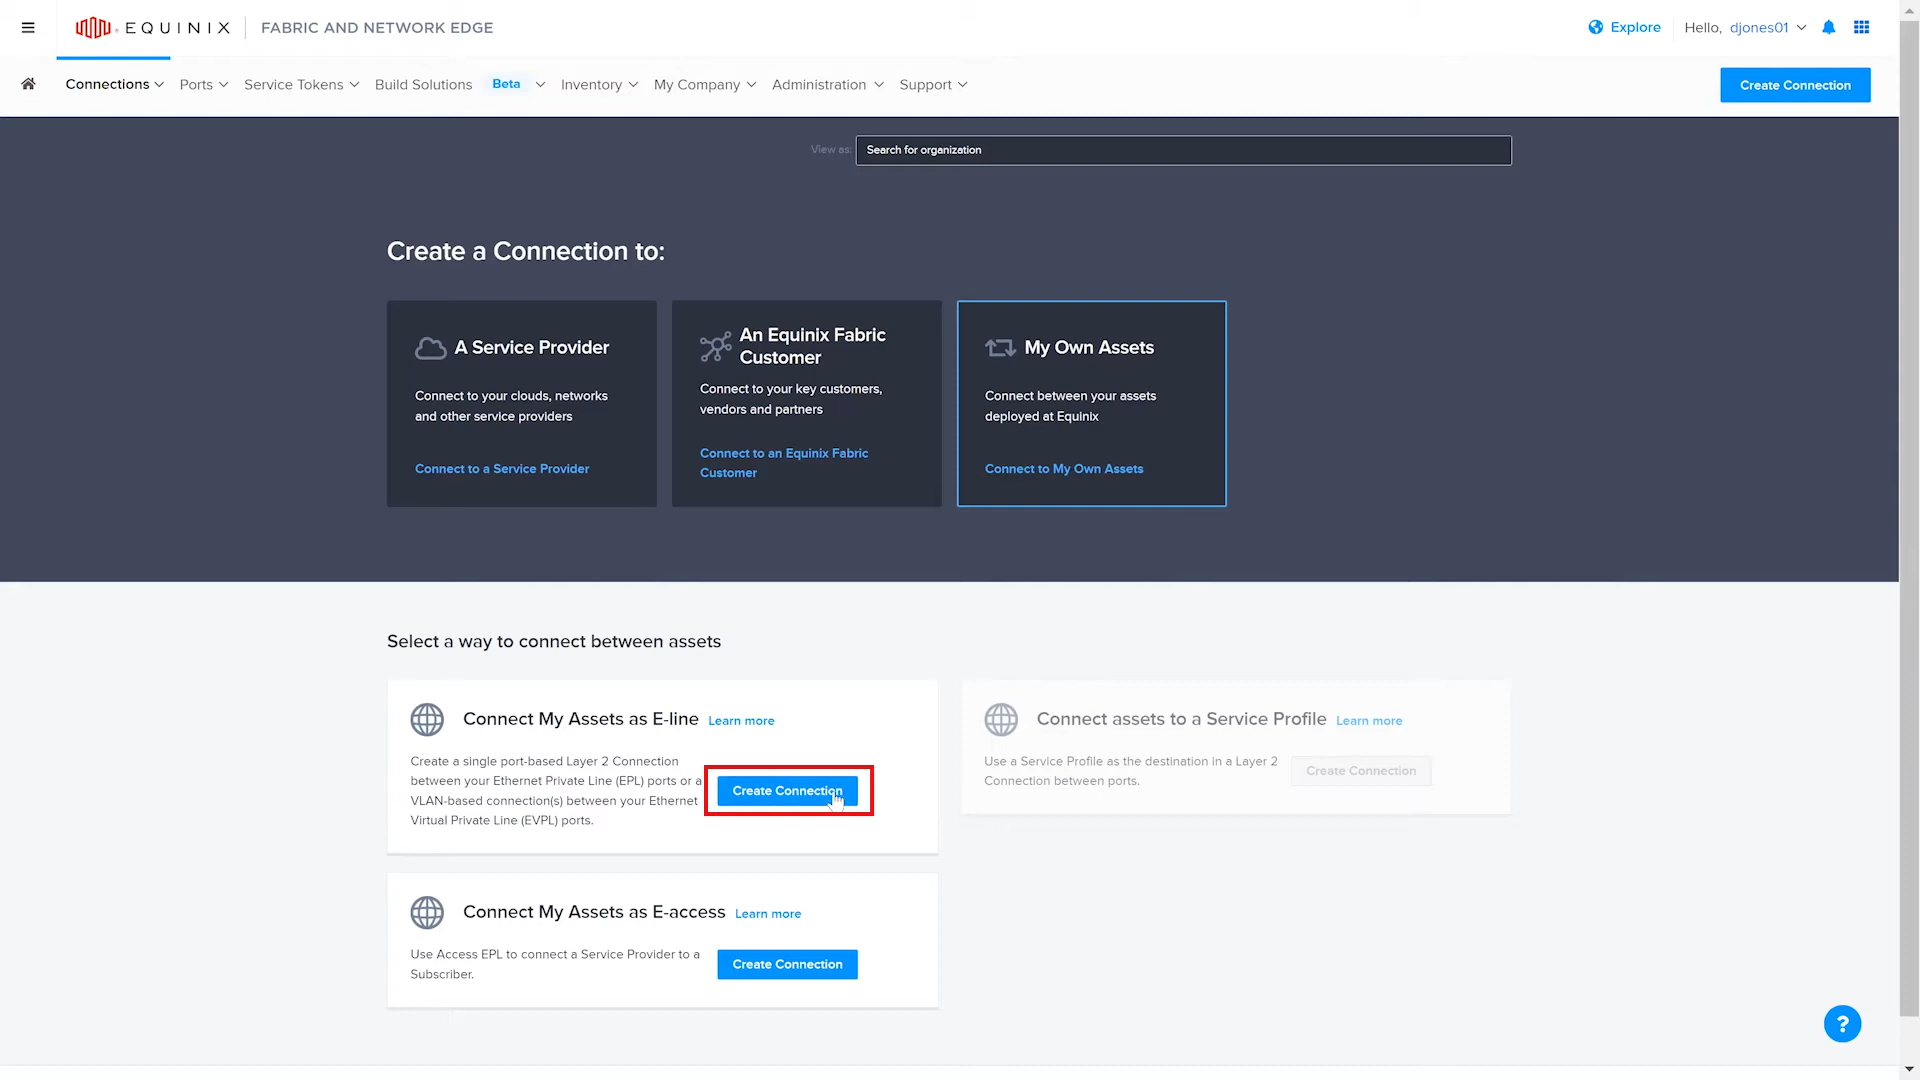 EQUINIX
FABRIC AND NETWORK EDGE
Explore
Hello, djones01
Connections
Ports
Service Tokens
Build Solutions
Beta
Inventory
My Company
Administration
Support
Create Connection
View as:
Search for organization
Create a Connection to:
A Service Provider
Connect to your clouds, networks
and other service providers
Connect to a Service Provider
An Equinix Fabric
Customer
Connect to your key customers,
vendors and partners
Connect to an Equinix Fabric
Customer
My Own Assets
Connect between your assets
deployed at Equinix
Connect to My Own Assets
Select a way to connect between assets
Connect My Assets as E-line Learn more
Create a single port-based Layer 2 Connection
between your Ethernet Private Line (EPL) ports or a
VLAN-based connection(s) between your Ethernet
Virtual Private Line (EVPL) ports.
Create Connection
Connect assets to a Service Profile Learn more
Use a Service Profile as the destination in a Layer 2
Connection between ports.
Create Connection
Connect My Assets as E-access Learn more
Use Access EPL to connect a Service Provider to a
Subscriber.
Create Connection
?